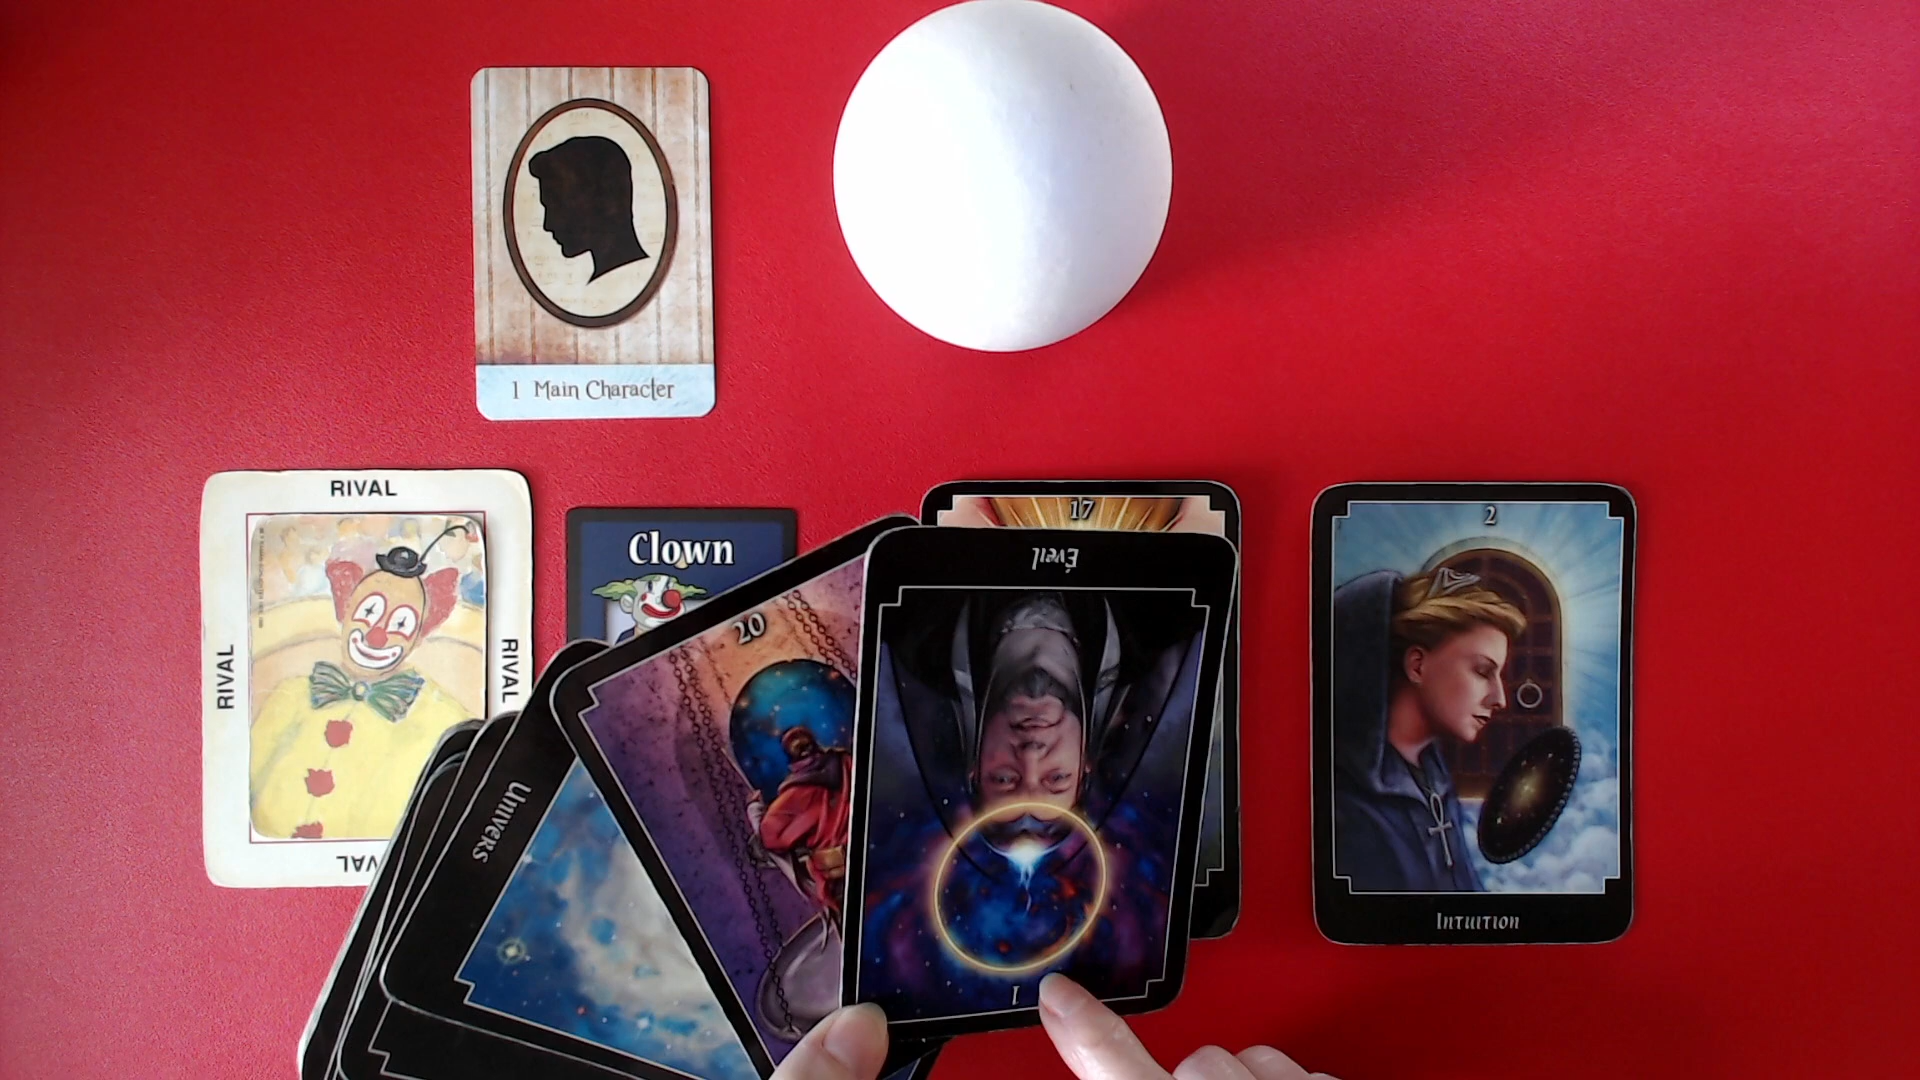 1 Main Character
RIVAL
RIVAL
RIVAL
VAL
Clown
17
Éveil
1
20
Univers
2
Intuition